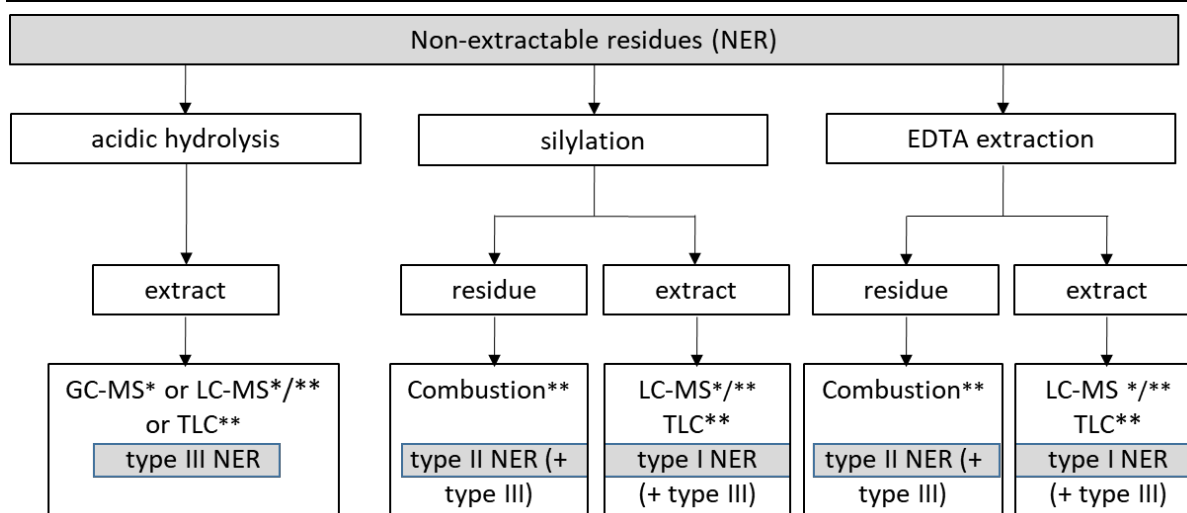 Non-extractable residues (NER)
acidic hydrolysis
silylation
EDTA extraction
extract
residue
extract
residue
extract
GC-MS* or LC-MS*/**
or TLC**
type III NER
Combustion**
type II NER (+
type III)
LC-MS*/**
TLC**
type I NER
(+ type III)
Combustion**
type II NER (+
type III)
LC-MS */**
TLC**
type I NER
(+ type III)